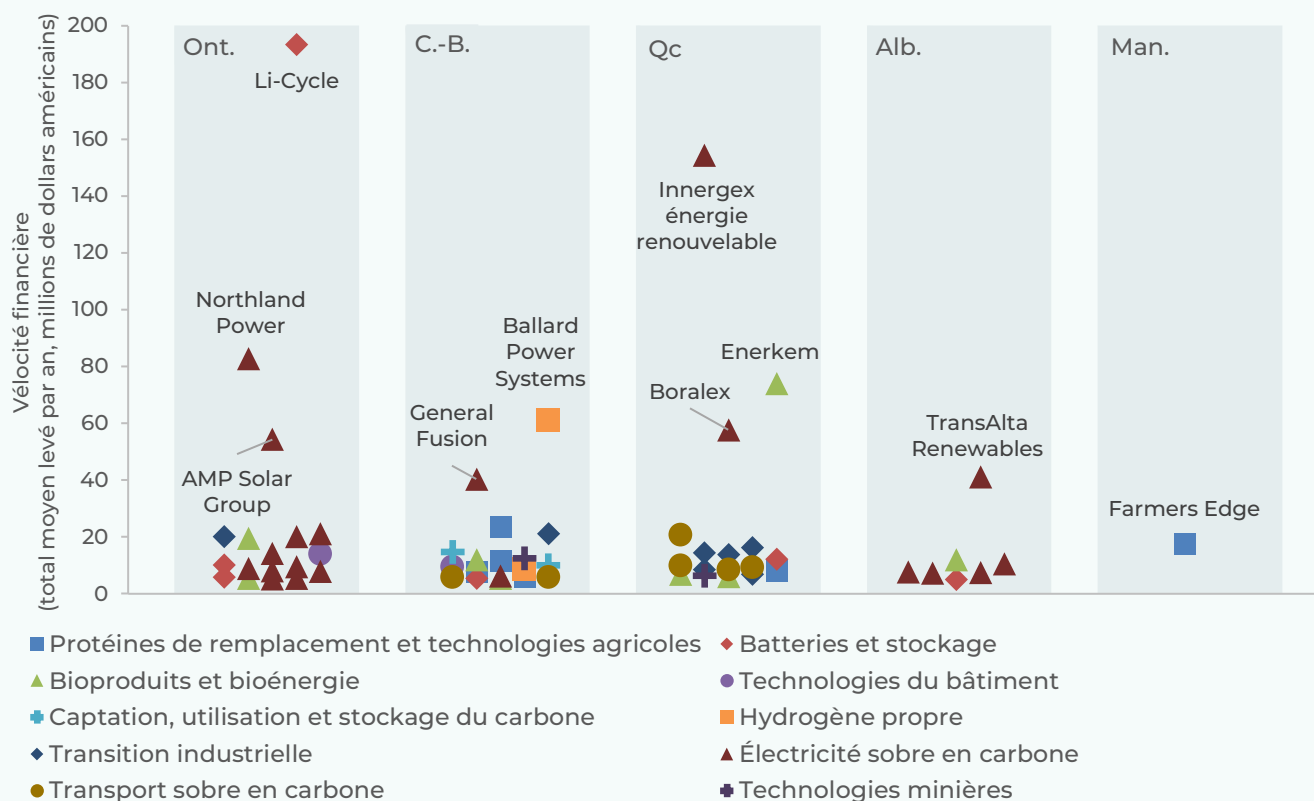 Vélocité financière
(total moyen levé par an, millions de dollars américains)
200
180
160
140
120
100
80
60
40
20
0
Ont.
Li-Cycle
Northland
Power
AMP Solar
Group
C.-B.
Ballard
Power
Systems
General
Fusion
Qc
Innergex
énergie
renouvelable
Enerkem
Boralex
Alb.
TransAlta
Renewables
Man.
Farmers Edge
Protéines de remplacement et technologies agricoles
Batteries et stockage
Bioproduits et bioénergie
Technologies du bâtiment
Captation, utilisation et stockage du carbone
Hydrogène propre
Transition industrielle
Électricité sobre en carbone
Transport sobre en carbone
Technologies minières